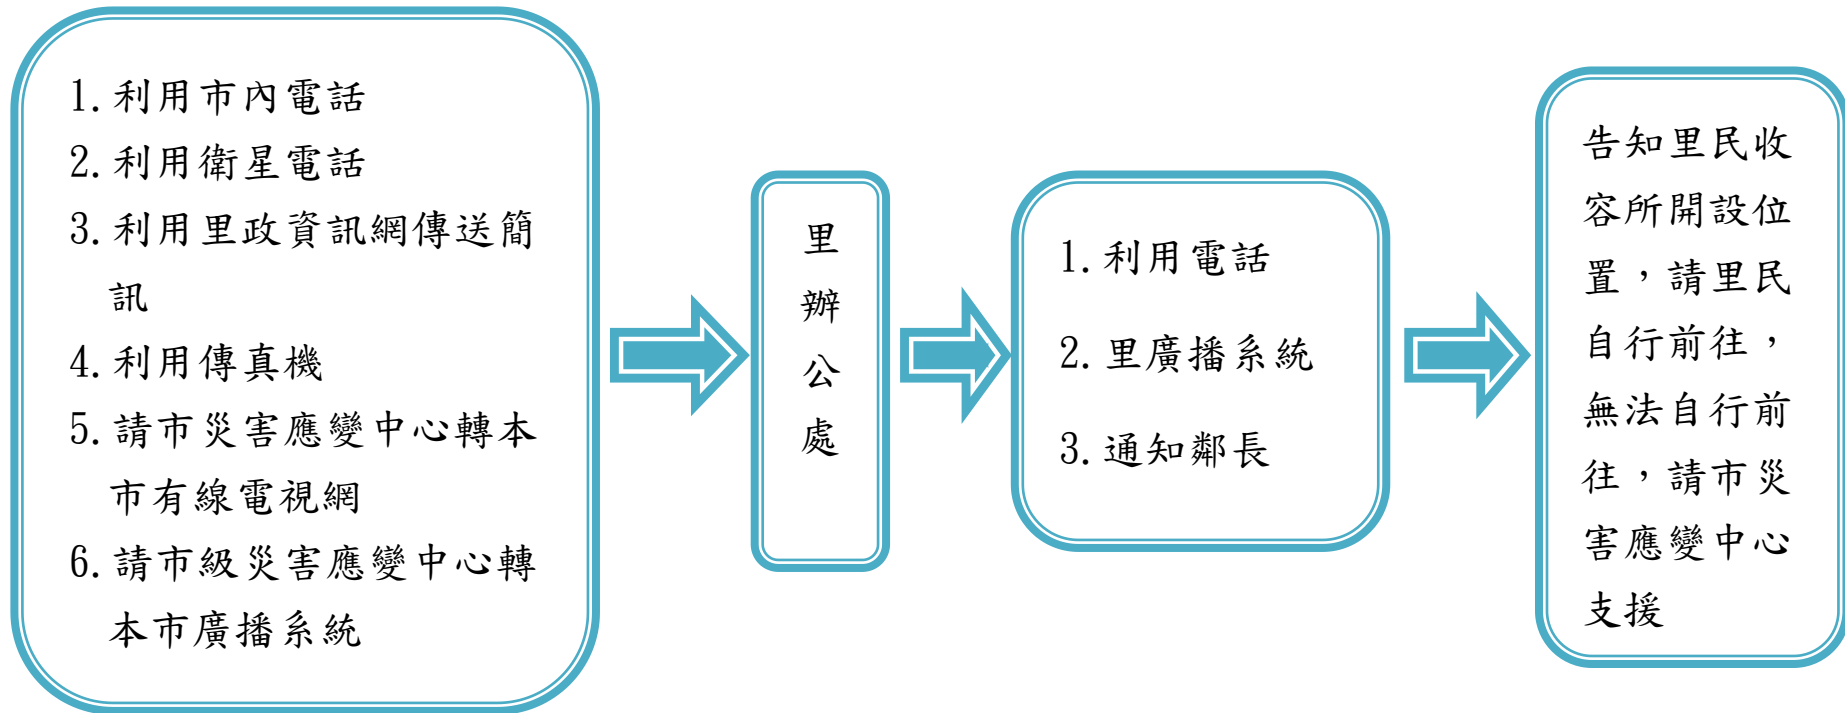 1.利用市內電話
2.利用衛星電話
3.利用里政資訊網傳送簡
訊
4.利用傳真機
5.請市災害應變中心轉本
市有線電視網
6.請市級災害應變中心轉
本市廣播系統
里
辦
公
處
1.利用電話
2.里廣播系統
3.通知鄰長
告知里民收
容所開設位
置，請里民
自行前往，
無法自行前
往，請市災
害應變中心
支援